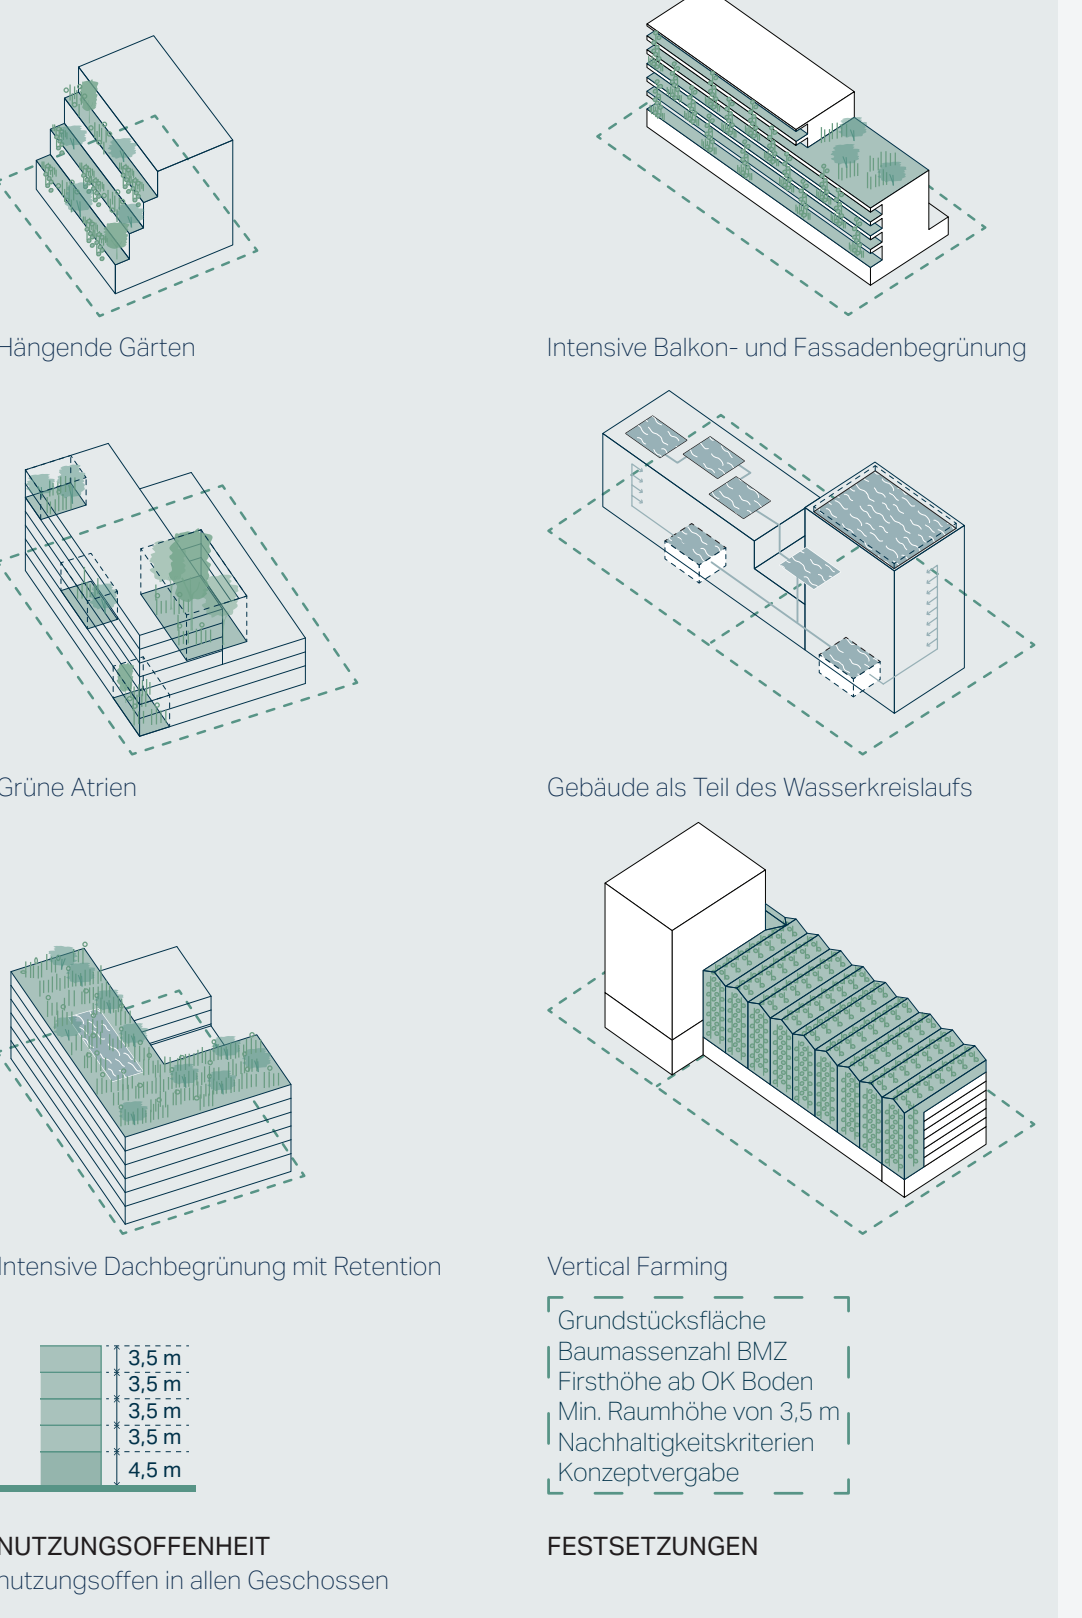 Hängende Gärten
Intensive Balkon- und Fassadenbegrünung
Grüne Atrien
Gebäude als Teil des Wasserkreislaufs
Intensive Dachbegrünung mit Retention
Vertical Farming
3,5 m
3,5 m
3,5 m
3,5 m
4,5 m
Grundstücksfläche
Baumassenzahl BMZ
Firsthöhe ab OK Boden
Min. Raumhöhe von 3,5 m
Nachhaltigkeitskriterien
Konzeptvergabe
NUTZUNGSOFFENHEIT
nutzungsoffen in allen Geschossen
FESTSETZUNGEN